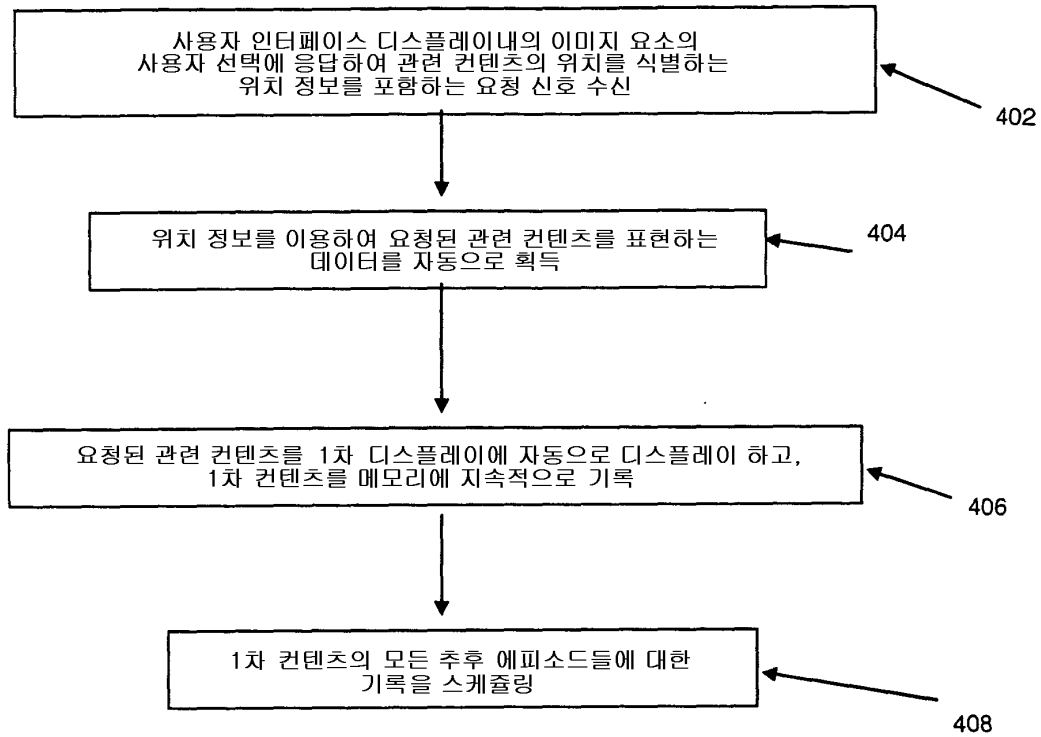 사용자 인터페이스 디스플레이내의 이미지 요소의
사용자 선택에 응답하여 관련 컨텐츠의 위치를 식별하는
위치 정보를 포함하는 요청 신호 수신
402
위치 정보를 이용하여 요청된 관련 컨텐츠를 표현하는
데이터를 자동으로 획득
404
요청된 관련 컨텐츠를 1차 디스플레이에 자동으로 디스플레이 하고,
1차 컨텐츠를 메모리에 지속적으로 기록
406
1차 컨텐츠의 모든 추후 에피소드들에 대한
기록을 스케쥴링
408